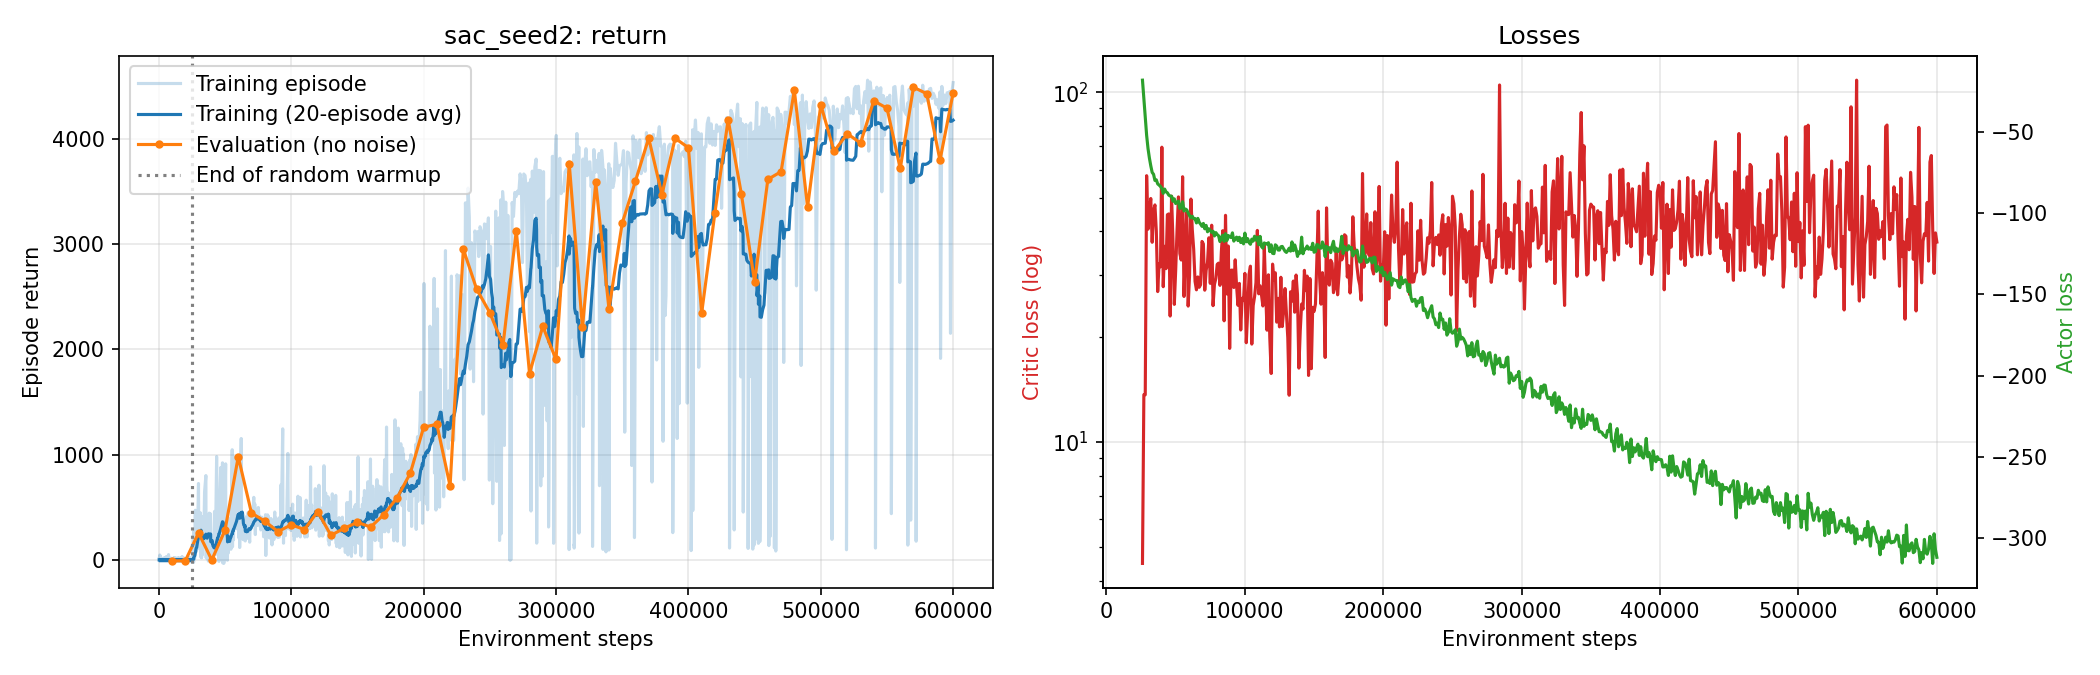 sac_seed2: return
Training episode
Training (20-episode avg)
Evaluation (no noise)
End of random warmup
Episode return
4000
3000
2000
1000
0
0 100000 200000 300000 400000 500000 600000
Environment steps
Losses
Critic loss (log)
10²
10¹
0 100000 200000 300000 400000 500000 600000
Environment steps
−50
−100
−150
−200
−250
−300
Actor loss